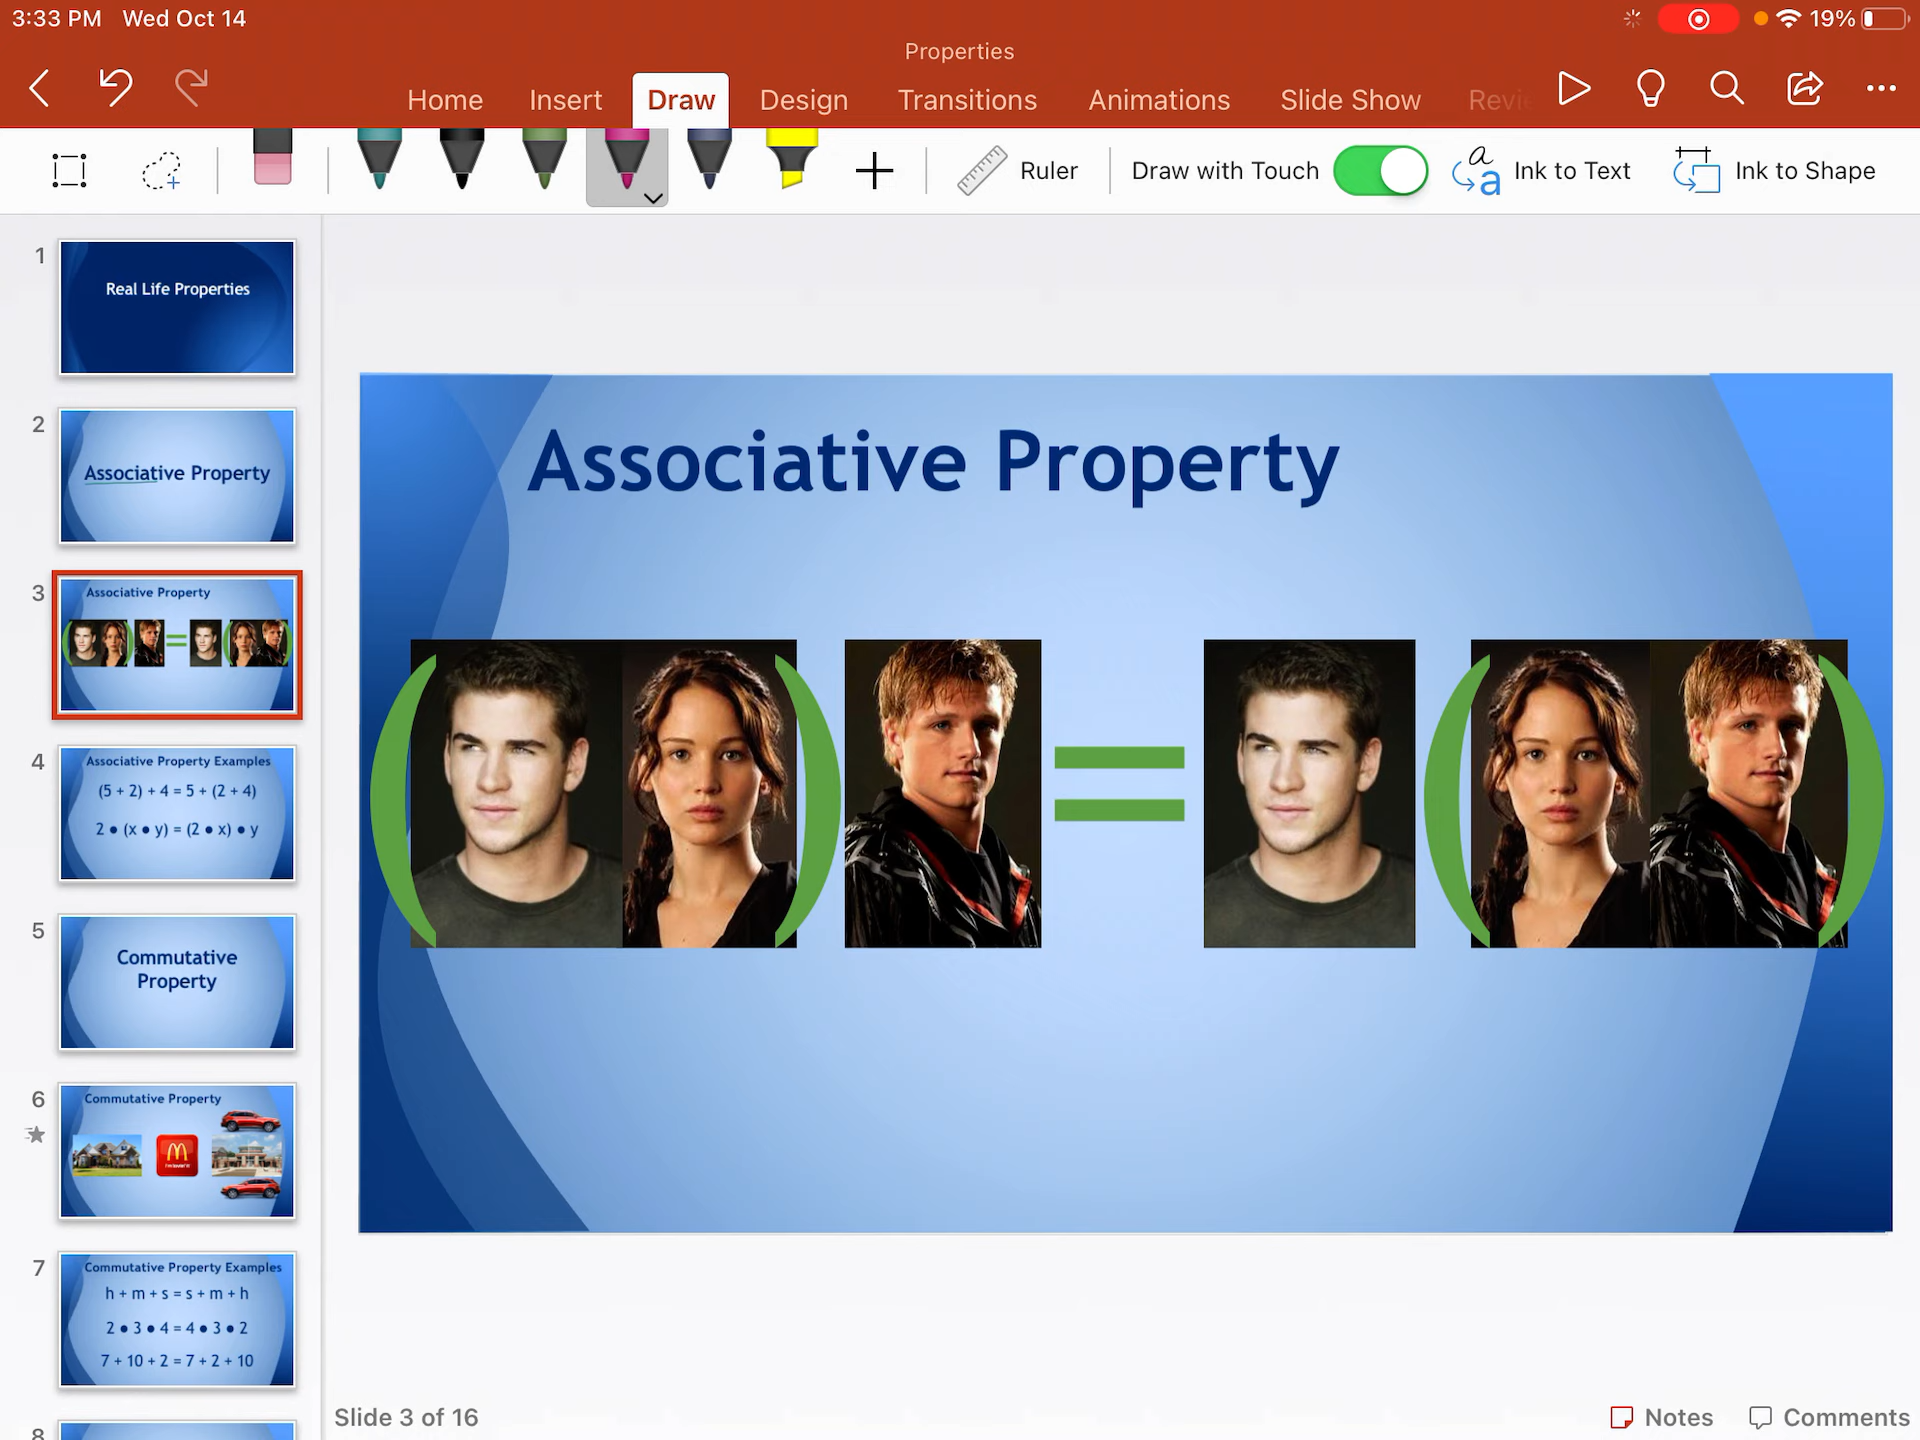 3:33 PM Wed Oct 14
19%
Properties
Home Insert Draw Design Transitions Animations Slide Show
Ruler Draw with Touch Ink to Text Ink to Shape
1
Real Life Properties
2
Associative Property
3
Associative Property
4
Associative Property Examples
(5 + 2) + 4 = 5 + (2 + 4)
2 • (x • y) = (2 • x) • y
5
Commutative
Property
6
Commutative Property
7
Commutative Property Examples
h + m + s = s + m + h
2 • 3 • 4 = 4 • 3 • 2
7 + 10 + 2 = 7 + 2 + 10
8
Associative Property
( ) = ( )
Slide 3 of 16
Notes Comments